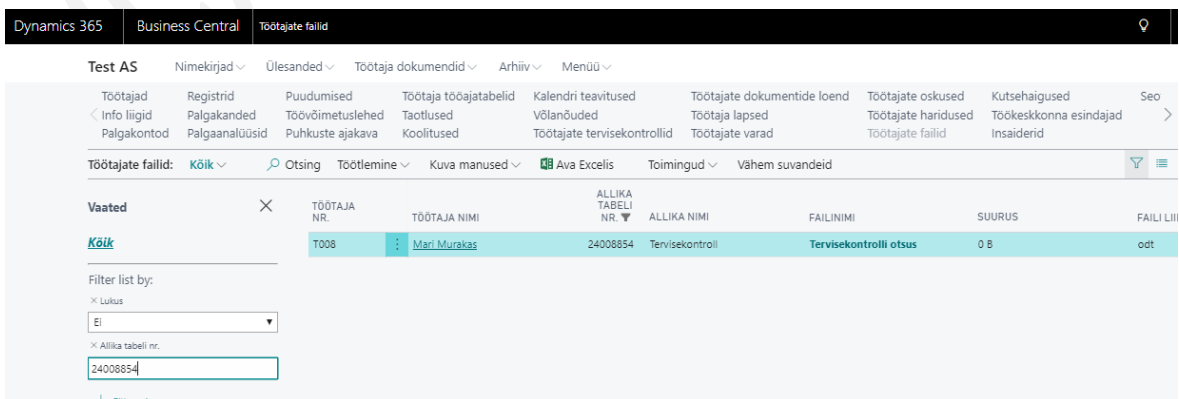 Dynamics 365 Business Central Töötajate failid
Test AS Nimekirjad Ülesanded Töötaja dokumendid Arhiiv Menüü
Töötajad Registrid Puudumised Töötaja tööajatabelid Kalendri teavitused Töötajate dokumentide loend Töötajate oskused Kutsehaigused Seo
Info liigid Palgakanded Töövõimetuslehed Taotlused Võlanõuded Töötaja lapsed Töötajate haridused Töökeskkonna esindajad
Palgakontod Palgaanalüüsid Puhkuste ajakava Koolitused Töötajate tervisekontrollid Töötajate varad Töötajate failid Insaiderid
Töötajate failid: Kõik Otsing Töötlemine Kuva manused Ava Excelis Toimingud Vähem suvandeid
Vaated
TÖÖTAJA NR. TÖÖTAJA NIMI ALLIKA TABELI NR. ALLIKA NIMI FAILINIMI SUURUS FAILI LII
Kõik
T008 Mari Murakas 24008854 Tervisekontroll Tervisekontrolli otsus 0 B odt
Filter list by:
× Lukus
Ei
× Allika tabeli nr.
24008854